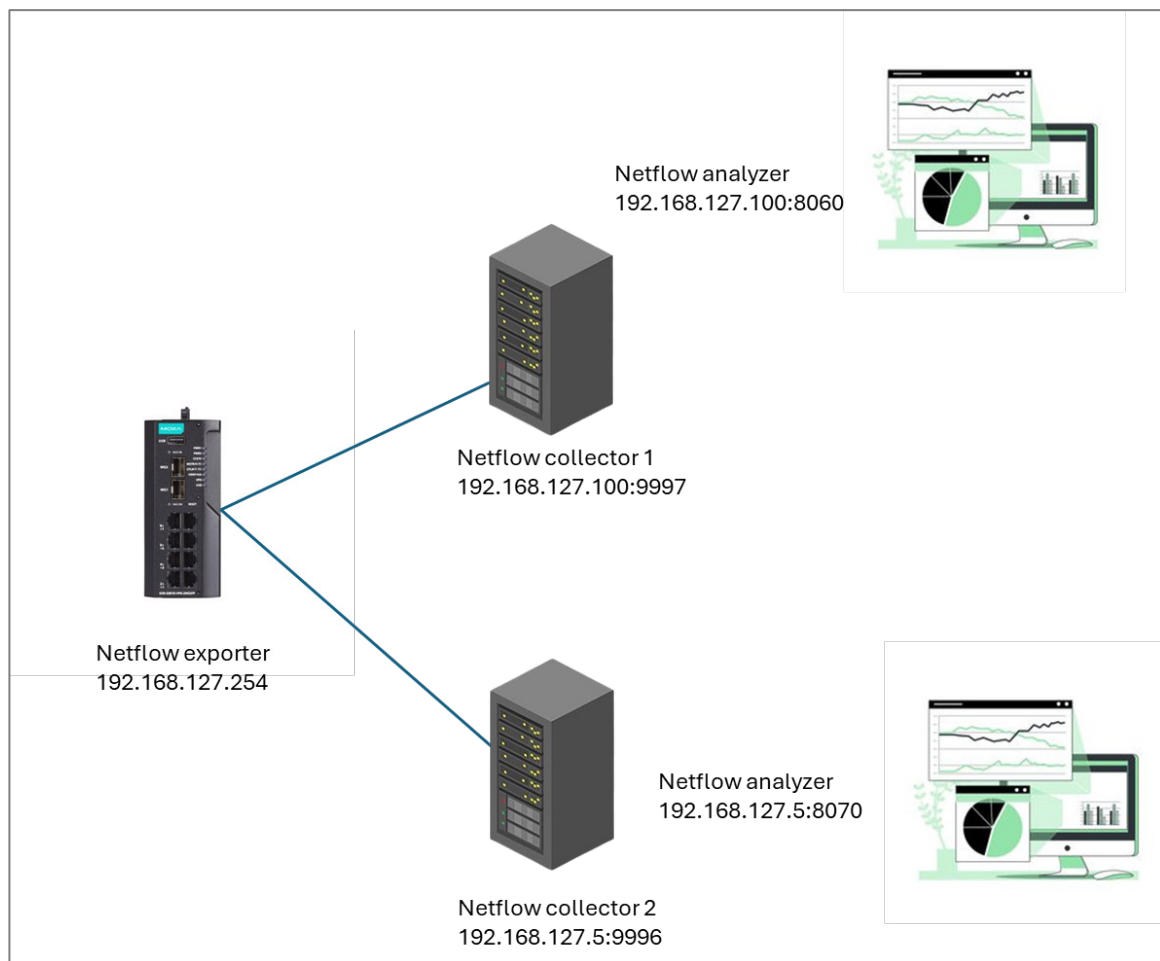 Netflow analyzer
192.168.127.100:8060
Netflow collector 1
192.168.127.100:9997
MOXA
Netflow exporter
192.168.127.254
Netflow analyzer
192.168.127.5:8070
Netflow collector 2
192.168.127.5:9996